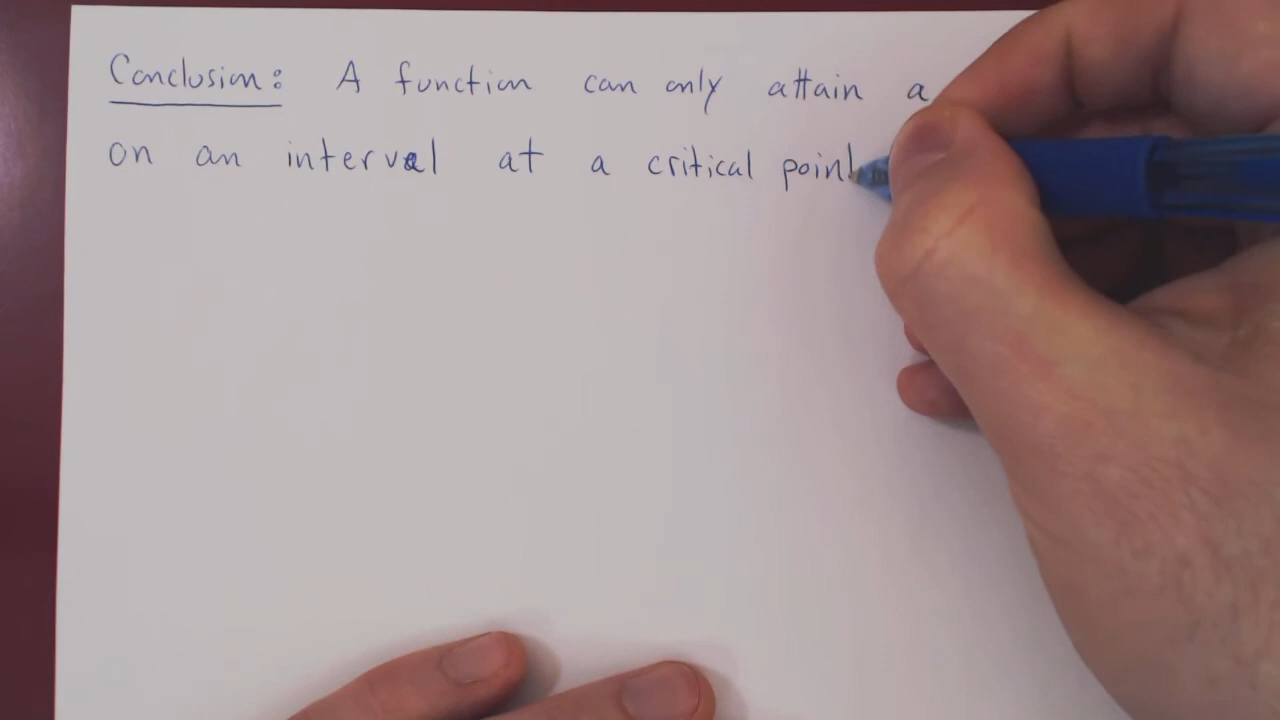 Conclusion: A function can only attain a
on an interval at a critical point